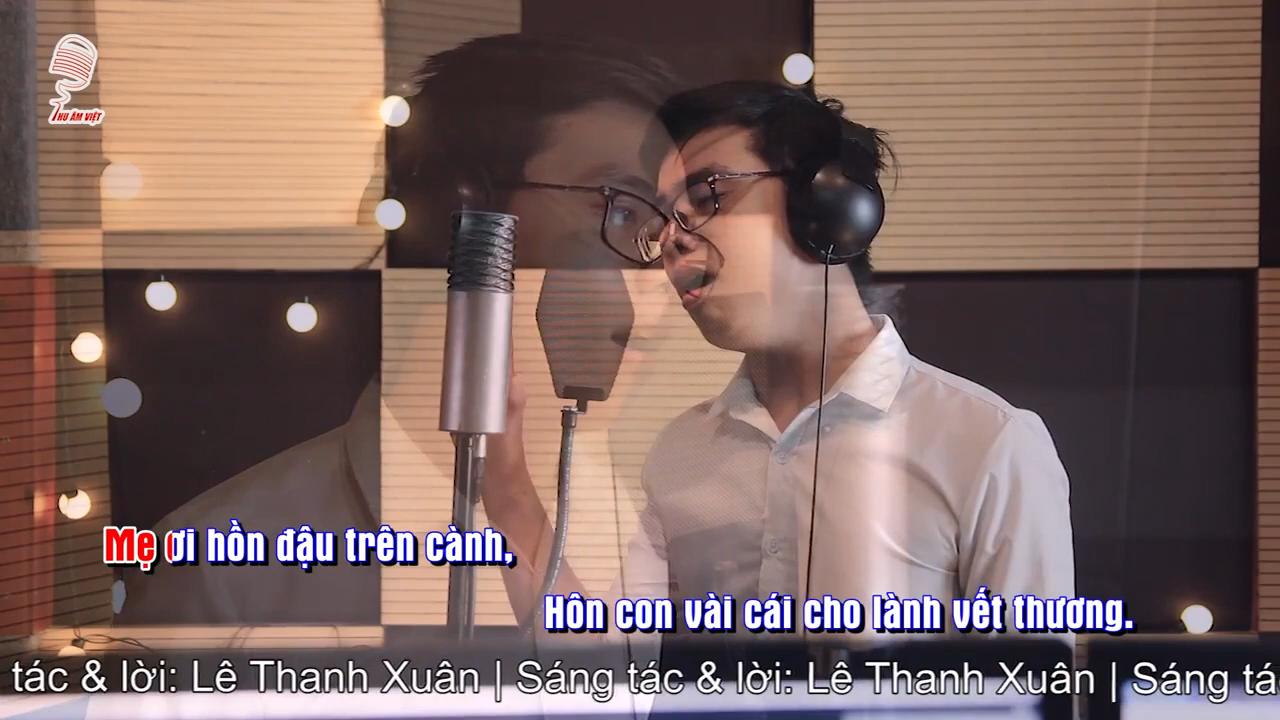 THU ÂM VIỆT
Mẹ ơi hồn đậu trên cành,
Hôn con vài cái cho lành vết thương.
tác & lời: Lê Thanh Xuân | Sáng tác & lời: Lê Thanh Xuân | Sáng tá